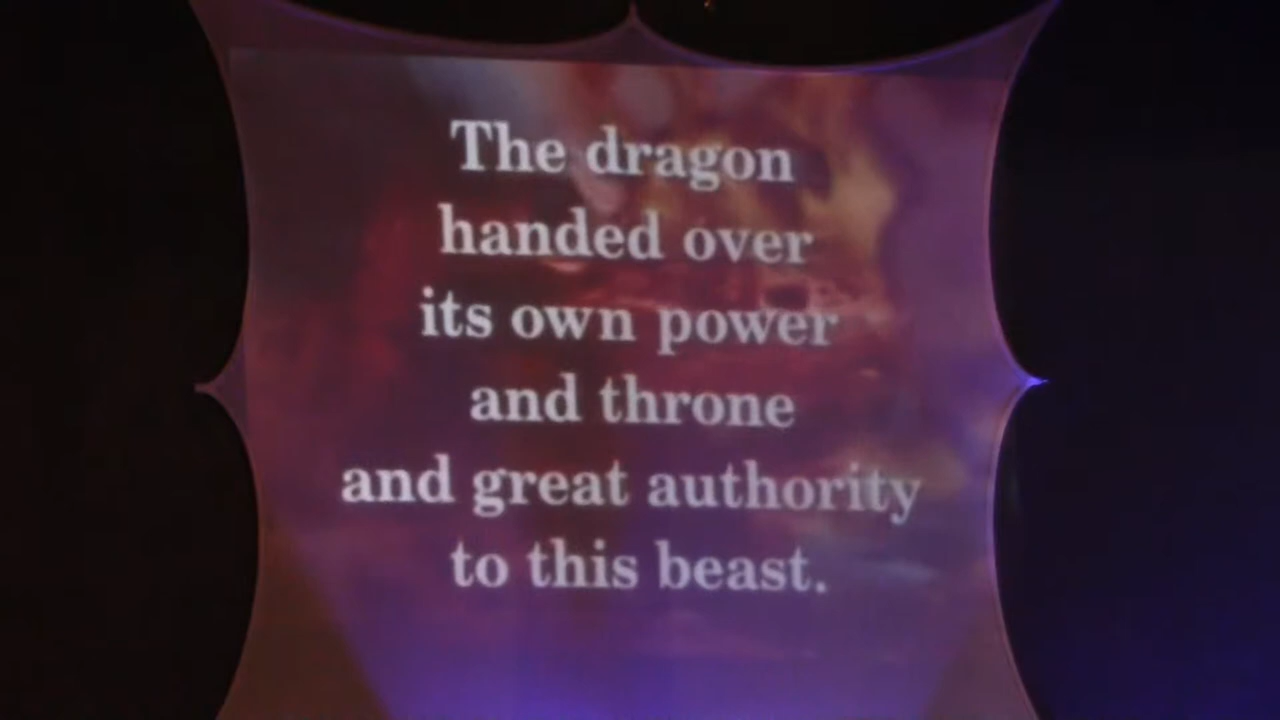 The dragon
handed over
its own power
and throne
and great authority
to this beast.